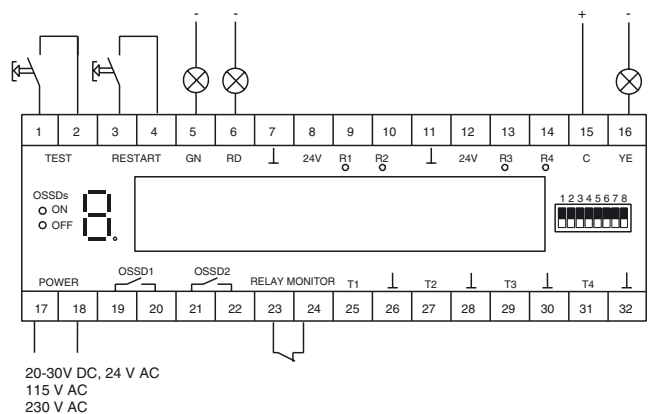 - - + -
1 2 3 4 5 6 7 8 9 10 11 12 13 14 15 16
TEST RESTART GN RD 24V R1 R2 24V R3 R4 C YE
OSSDs
ON
OFF
8.
1 2 3 4 5 6 7 8
POWER OSSD1 OSSD2 RELAY MONITOR T1 T2 T3 T4
17 18 19 20 21 22 23 24 25 26 27 28 29 30 31 32
20-30V DC, 24 V AC
115 V AC
230 V AC